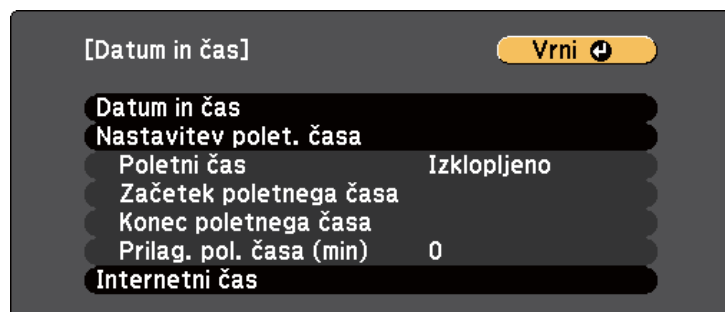 [Datum in čas] Vrni
Datum in čas
Nastavitev polet. časa
Poletni čas Izklopljeno
Začetek poletnega časa
Konec poletnega časa
Prilag. pol. časa (min) 0
Internetni čas